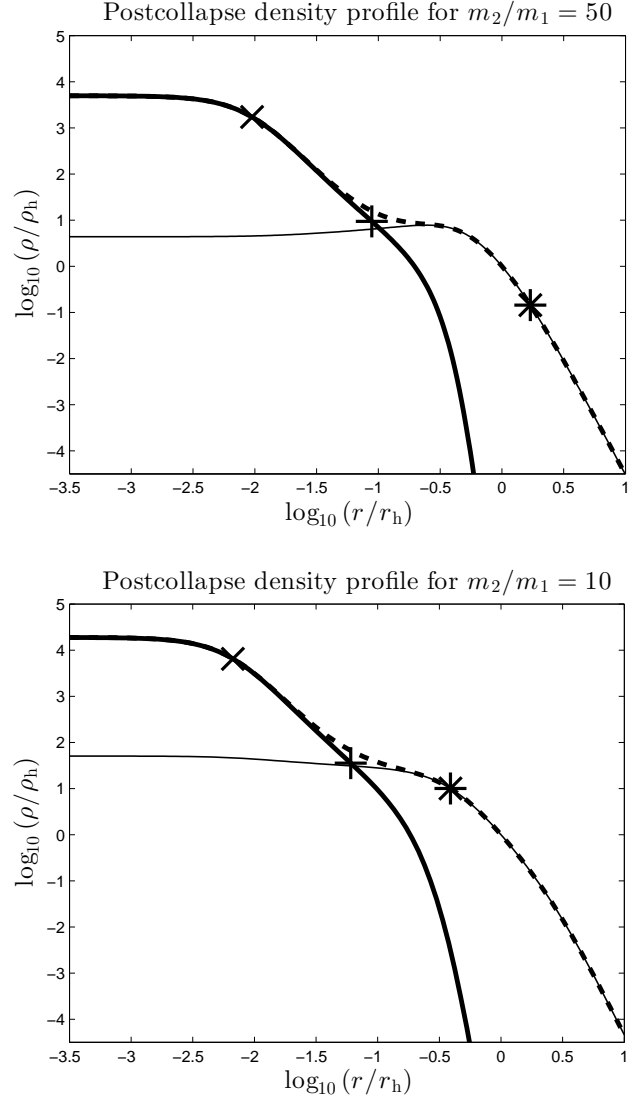 Postcollapse density profile for m₂/m₁ = 50
log₁₀ (ρ/ρₕ)
5
4
3
2
1
0
−1
−2
−3
−4
−3.5 −3 −2.5 −2 −1.5 −1 −0.5 0 0.5 1
log₁₀ (r/rₕ)
Postcollapse density profile for m₂/m₁ = 10
log₁₀ (ρ/ρₕ)
5
4
3
2
1
0
−1
−2
−3
−4
−3.5 −3 −2.5 −2 −1.5 −1 −0.5 0 0.5 1
log₁₀ (r/rₕ)